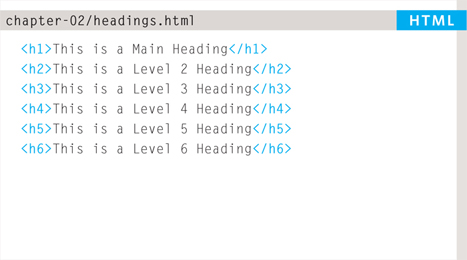 chapter-02/headings.html HTML
<h1>This is a Main Heading</h1>
<h2>This is a Level 2 Heading</h2>
<h3>This is a Level 3 Heading</h3>
<h4>This is a Level 4 Heading</h4>
<h5>This is a Level 5 Heading</h5>
<h6>This is a Level 6 Heading</h6>